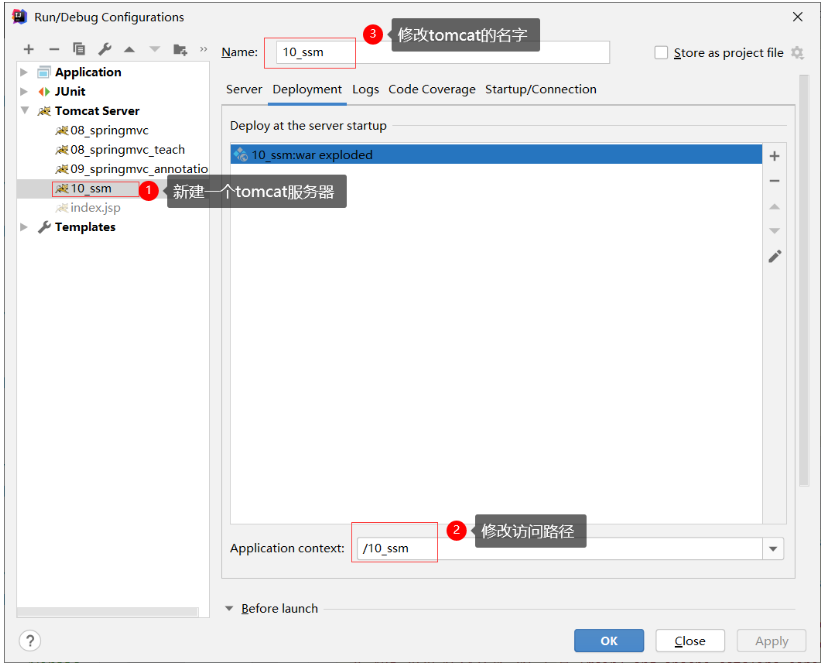 Run/Debug Configurations
Name: 10_ssm
3 修改tomcat的名字
Store as project file
Application
JUnit
Tomcat Server
08_springmvc
08_springmvc_teach
09_springmvc_annotatio
10_ssm
1 新建一个tomcat服务器
index.jsp
Templates
Server Deployment Logs Code Coverage Startup/Connection
Deploy at the server startup
10_ssm:war exploded
2 修改访问路径
Application context: /10_ssm
Before launch
?
OK Close Apply